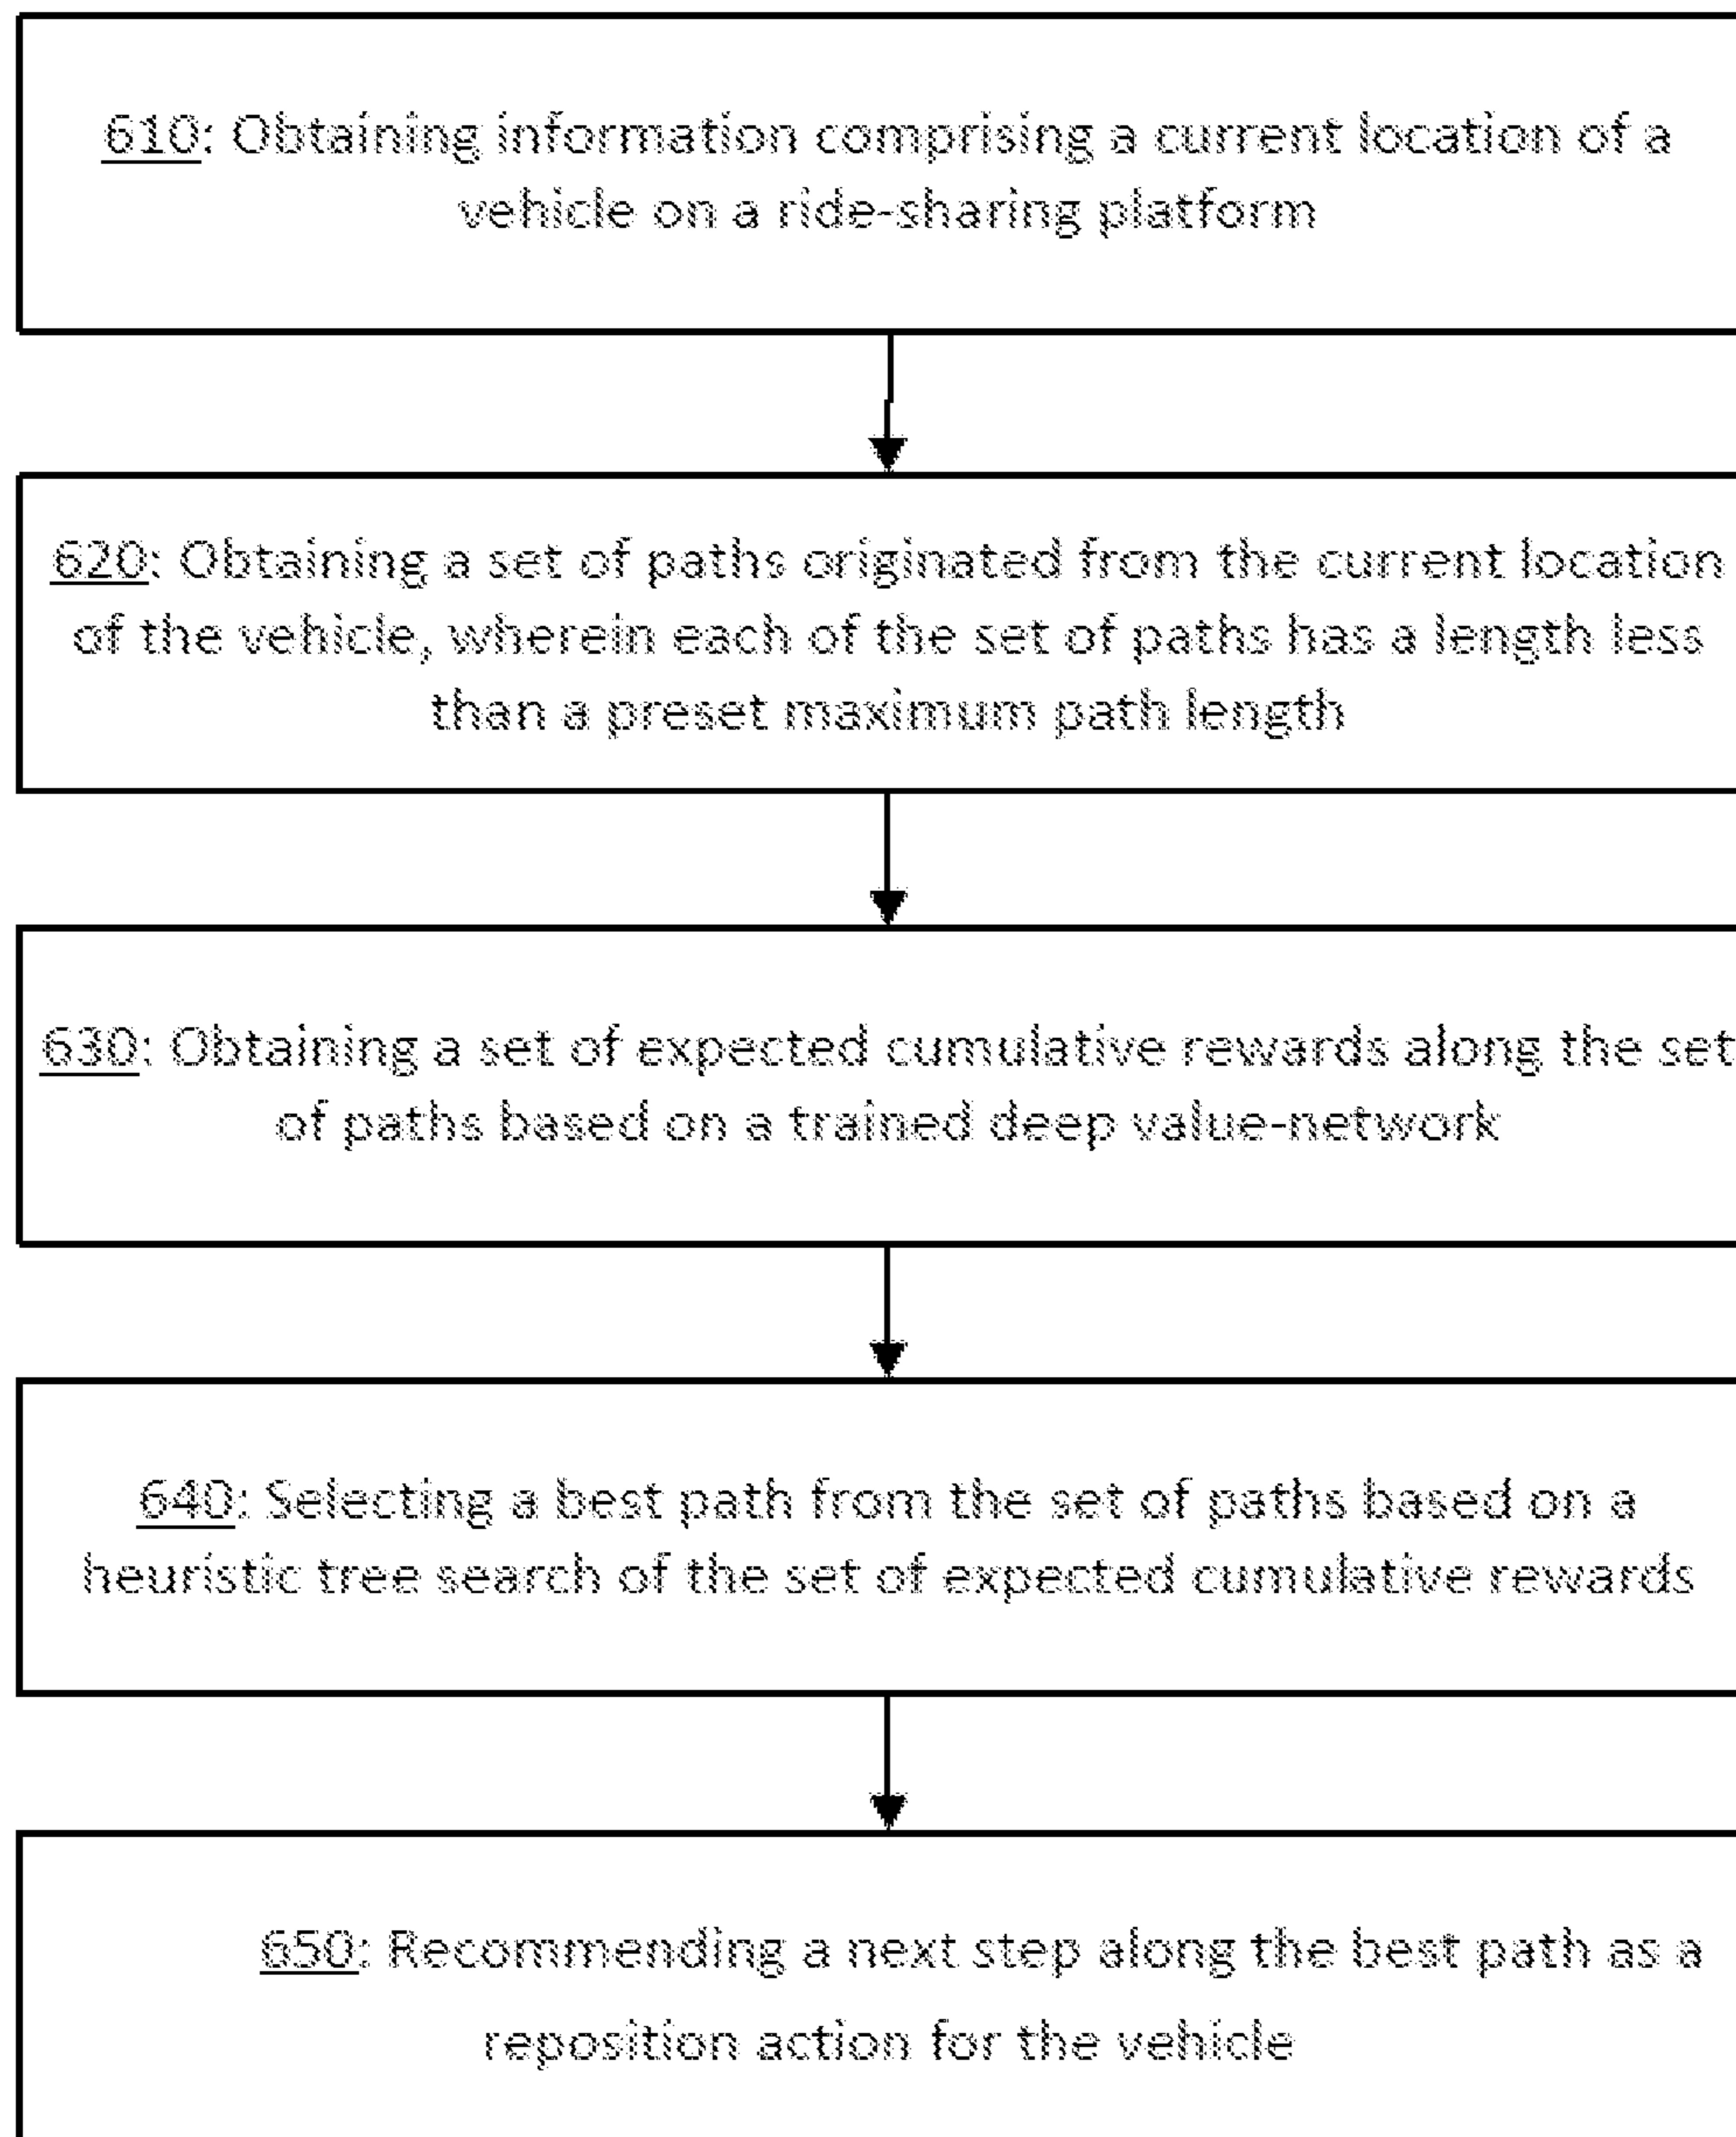 610: Obtaining information comprising a current location of a
vehicle on a ride-sharing platform
620: Obtaining a set of paths originated from the current location
of the vehicle, wherein each of the set of paths has a length less
than a preset maximum path length
630: Obtaining a set of expected cumulative rewards along the set
of paths based on a trained deep value-network
640: Selecting a best path from the set of paths based on a
heuristic tree search of the set of expected cumulative rewards
650: Recommending a next step along the best path as a
reposition action for the vehicle